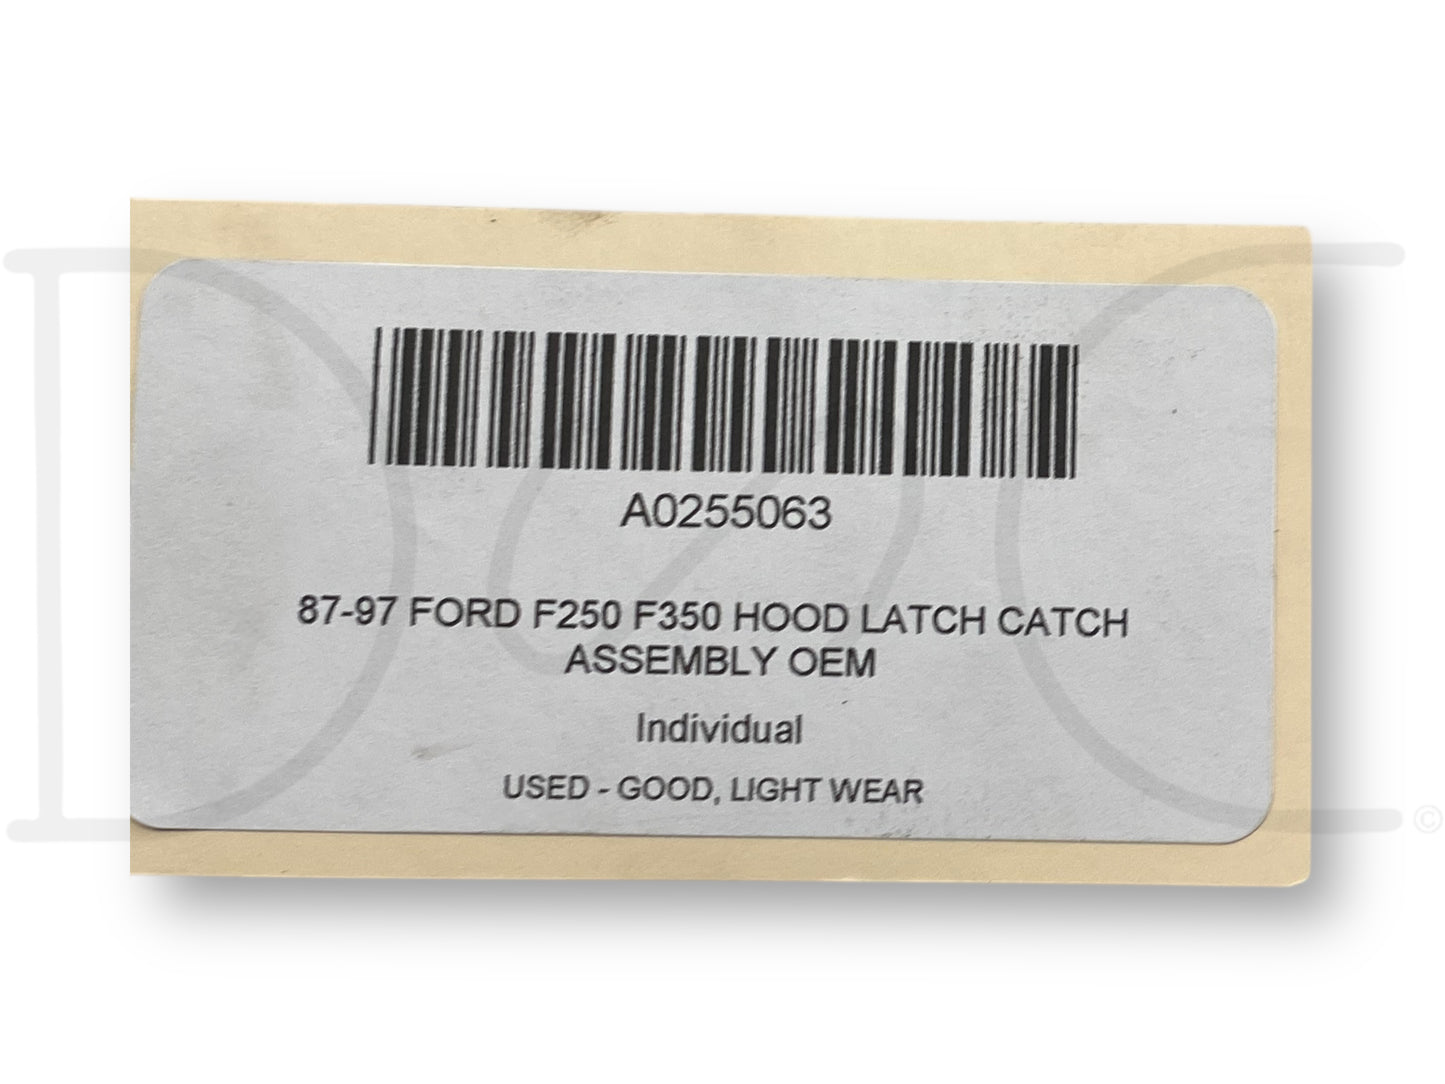 A0255063
87-97 FORD F250 F350 HOOD LATCH CATCH
ASSEMBLY OEM
Individual
USED - GOOD, LIGHT WEAR
©